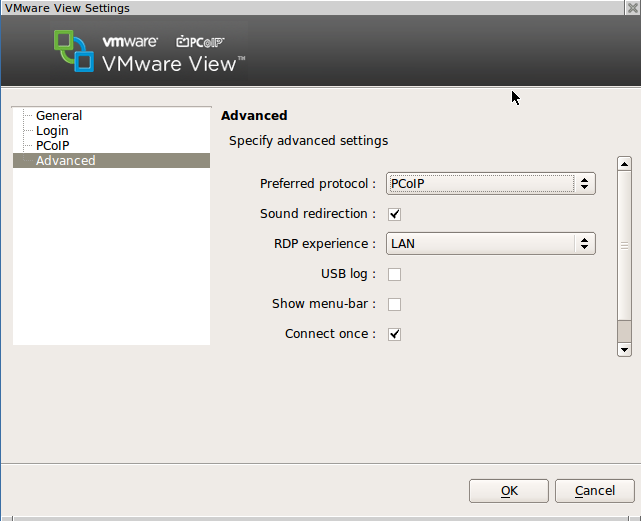 VMware View Settings
vmware PCoIP
VMware View™
General
Login
PCoIP
Advanced
Advanced
Specify advanced settings
Preferred protocol : PCoIP
Sound redirection :
RDP experience : LAN
USB log :
Show menu-bar :
Connect once :
OK Cancel